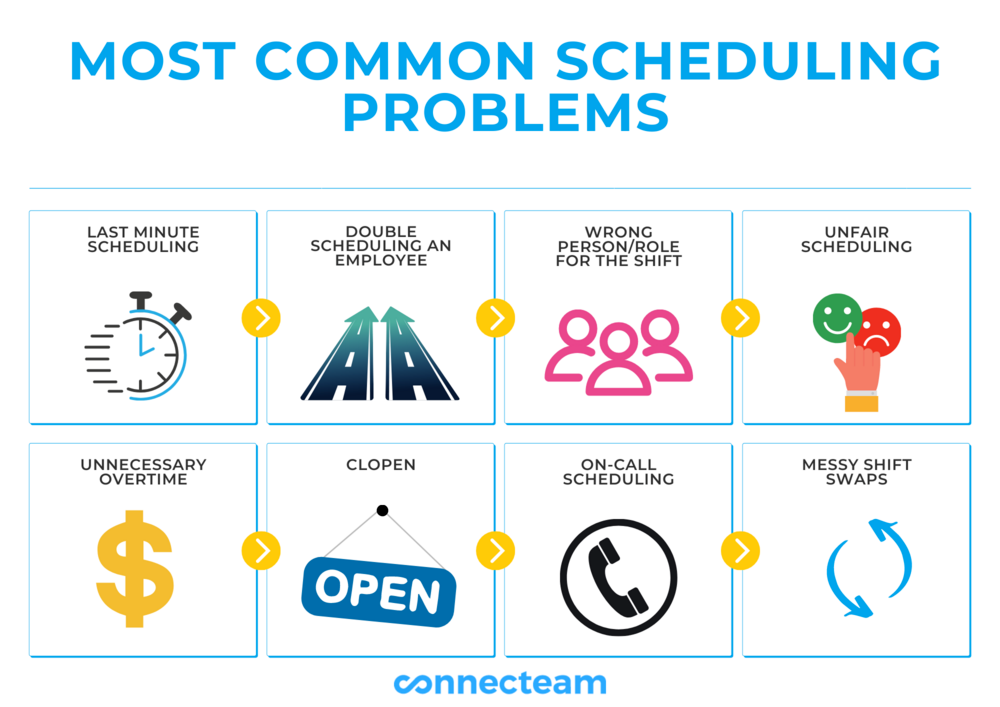 MOST COMMON SCHEDULING
PROBLEMS
LAST MINUTE
SCHEDULING
DOUBLE
SCHEDULING AN
EMPLOYEE
WRONG
PERSON/ROLE
FOR THE SHIFT
UNFAIR
SCHEDULING
UNNECESSARY
OVERTIME
$
CLOPEN
OPEN
ON-CALL
SCHEDULING
MESSY SHIFT
SWAPS
connecteam